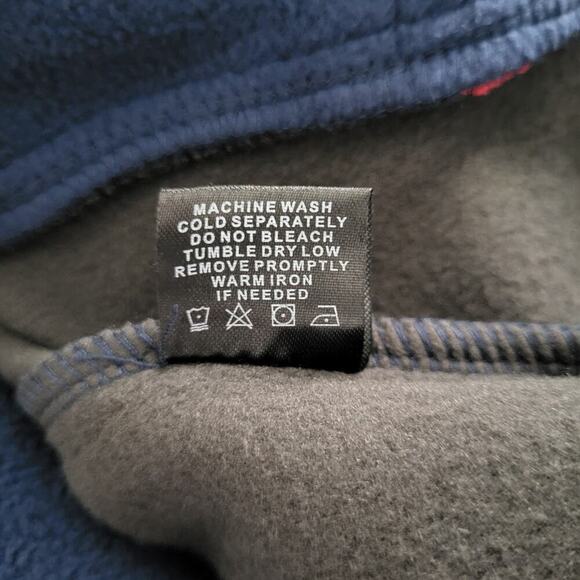 MACHINE WASH
COLD SEPARATELY
DO NOT BLEACH
TUMBLE DRY LOW
REMOVE PROMPTLY
WARM IRON
IF NEEDED